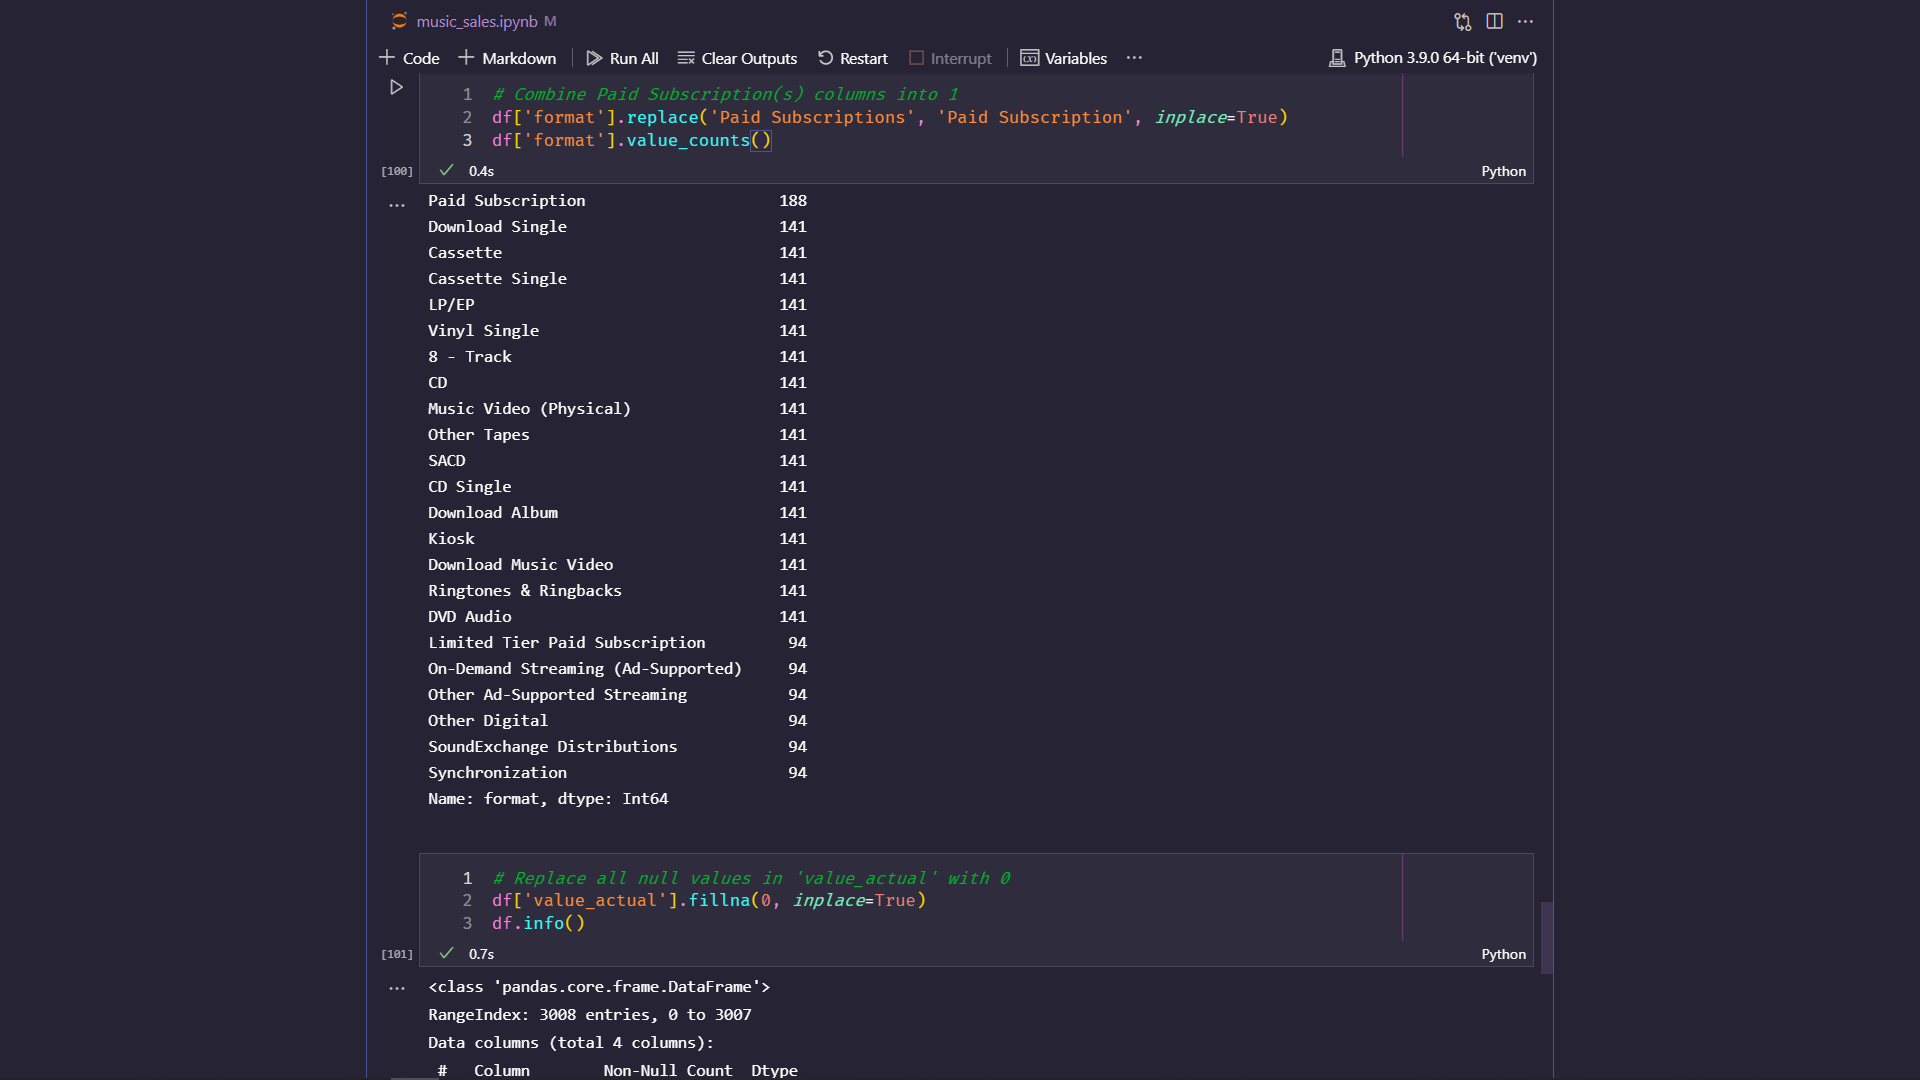 music_sales.ipynb M
Code Markdown Run All Clear Outputs Restart Interrupt Variables ··· Python 3.9.0 64-bit ('venv')
1 # Combine Paid Subscription(s) columns into 1
2 df['format'].replace('Paid Subscriptions', 'Paid Subscription', inplace=True)
3 df['format'].value_counts()
[100] 0.4s Python
Paid Subscription 188
Download Single 141
Cassette 141
Cassette Single 141
LP/EP 141
Vinyl Single 141
8 - Track 141
CD 141
Music Video (Physical) 141
Other Tapes 141
SACD 141
CD Single 141
Download Album 141
Kiosk 141
Download Music Video 141
Ringtones & Ringbacks 141
DVD Audio 141
Limited Tier Paid Subscription 94
On-Demand Streaming (Ad-Supported) 94
Other Ad-Supported Streaming 94
Other Digital 94
SoundExchange Distributions 94
Synchronization 94
Name: format, dtype: Int64
1 # Replace all null values in 'value_actual' with 0
2 df['value_actual'].fillna(0, inplace=True)
3 df.info()
[101] 0.7s Python
<class 'pandas.core.frame.DataFrame'>
RangeIndex: 3008 entries, 0 to 3007
Data columns (total 4 columns):
# Column Non-Null Count Dtype